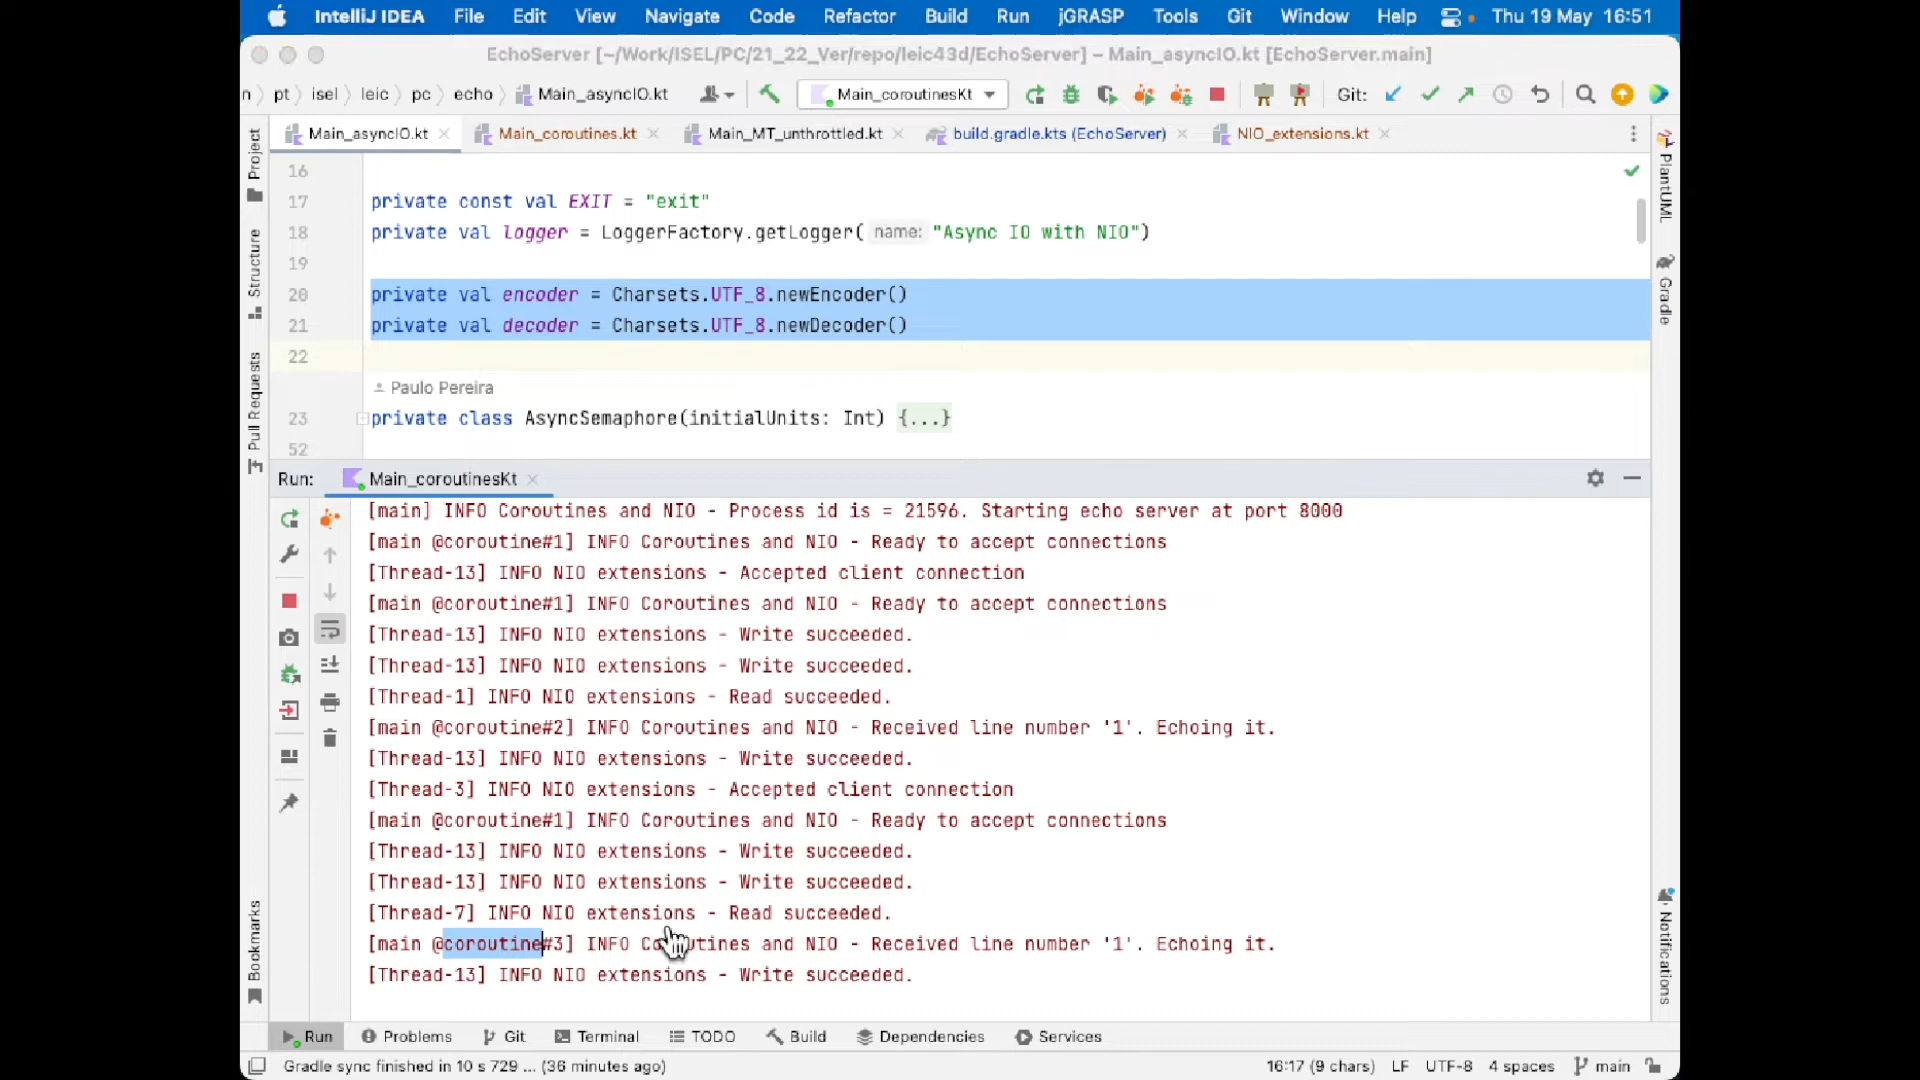 IntelliJ IDEA File Edit View Navigate Code Refactor Build Run jGRASP Tools Git Window Help Thu 19 May 16:51
EchoServer [~/Work/ISEL/PC/21_22_Ver/repo/leic43d/EchoServer] – Main_asyncIO.kt [EchoServer.main]
n pt isel leic pc echo Main_asyncIO.kt Main_coroutinesKt Git:
Main_asyncIO.kt Main_coroutines.kt Main_MT_unthrottled.kt build.gradle.kts (EchoServer) NIO_extensions.kt
Project
Structure
Pull Requests
Bookmarks
PlantUML
Gradle
Notifications
16
17 private const val EXIT = "exit"
18 private val logger = LoggerFactory.getLogger( name: "Async IO with NIO")
19
20 private val encoder = Charsets.UTF_8.newEncoder()
21 private val decoder = Charsets.UTF_8.newDecoder()
22
Paulo Pereira
23 private class AsyncSemaphore(initialUnits: Int) {...}
52
Run: Main_coroutinesKt
[main] INFO Coroutines and NIO - Process id is = 21596. Starting echo server at port 8000
[main @coroutine#1] INFO Coroutines and NIO - Ready to accept connections
[Thread-13] INFO NIO extensions - Accepted client connection
[main @coroutine#1] INFO Coroutines and NIO - Ready to accept connections
[Thread-13] INFO NIO extensions - Write succeeded.
[Thread-13] INFO NIO extensions - Write succeeded.
[Thread-1] INFO NIO extensions - Read succeeded.
[main @coroutine#2] INFO Coroutines and NIO - Received line number '1'. Echoing it.
[Thread-13] INFO NIO extensions - Write succeeded.
[Thread-3] INFO NIO extensions - Accepted client connection
[main @coroutine#1] INFO Coroutines and NIO - Ready to accept connections
[Thread-13] INFO NIO extensions - Write succeeded.
[Thread-13] INFO NIO extensions - Write succeeded.
[Thread-7] INFO NIO extensions - Read succeeded.
[main @coroutine#3] INFO Coroutines and NIO - Received line number '1'. Echoing it.
[Thread-13] INFO NIO extensions - Write succeeded.
Run Problems Git Terminal TODO Build Dependencies Services
Gradle sync finished in 10 s 729 ... (36 minutes ago) 16:17 (9 chars) LF UTF-8 4 spaces main